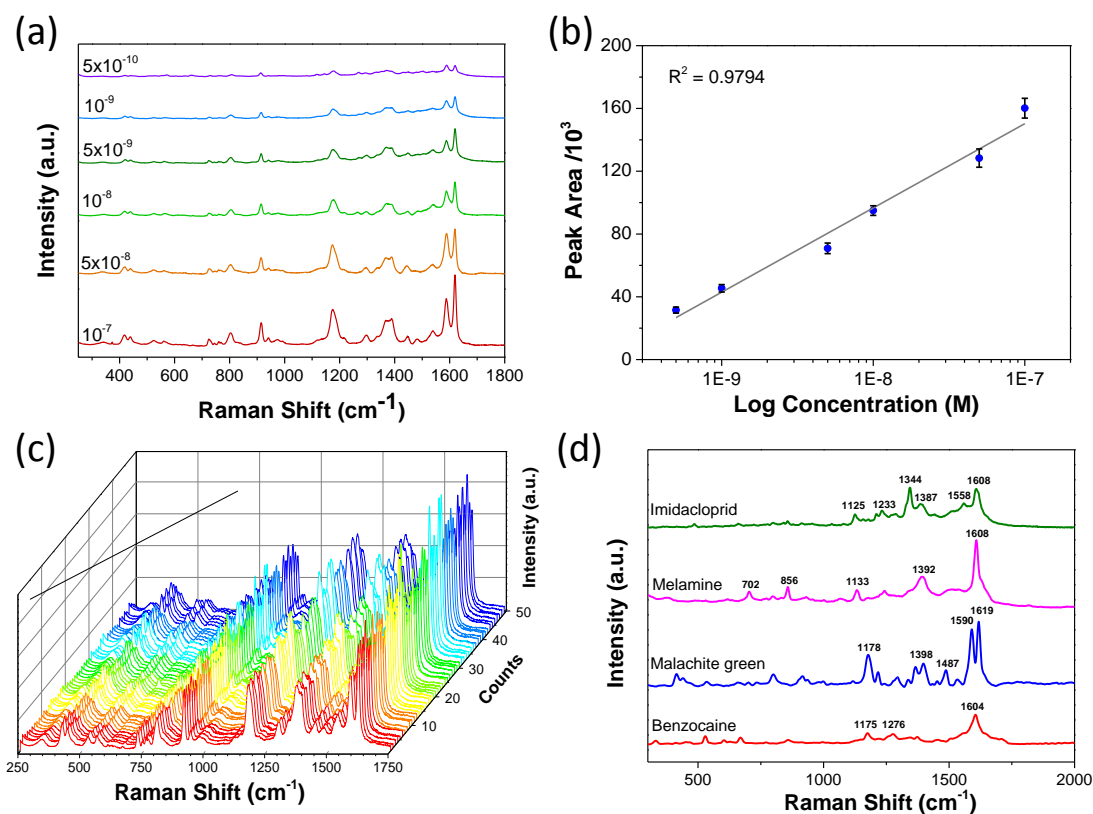 (a)
5x10-10
10-9
5x10-9
10-8
5x10-8
10-7
Intensity (a.u.)
400 600 800 1000 1200 1400 1600 1800
Raman Shift (cm-1)
(b)
R2 = 0.9794
200
160
120
80
40
0
Peak Area /103
1E-9 1E-8 1E-7
Log Concentration (M)
(c)
Intensity (a.u.)
50
40
30
20
10
Counts
250 500 750 1000 1250 1500 1750
Raman Shift (cm-1)
(d)
Imidacloprid
1125 1233 1344 1387 1558 1608
Melamine
702 856 1133 1392 1608
Malachite green
1178 1398 1487 1590 1619
Benzocaine
1175 1276 1604
Intensity (a.u.)
500 1000 1500 2000
Raman Shift (cm-1)